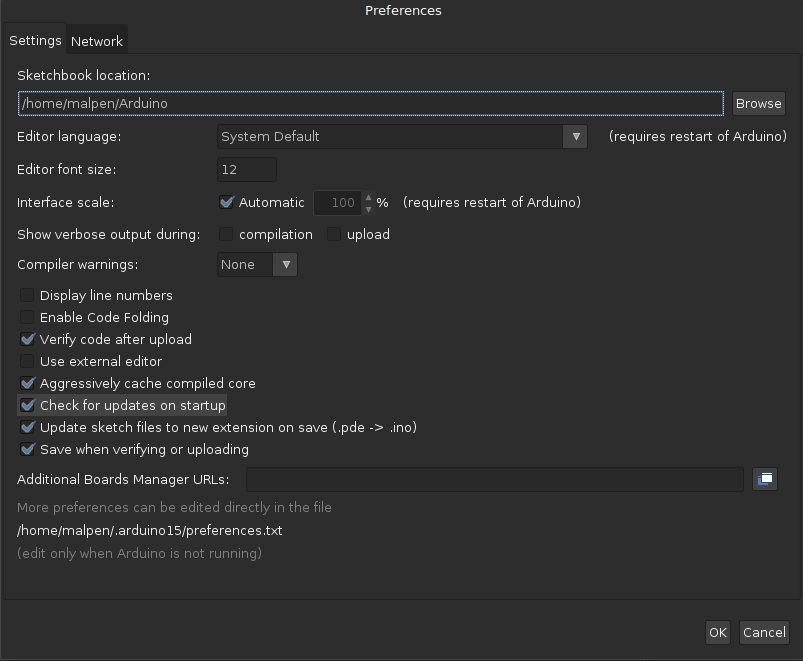 Preferences
Settings Network
Sketchbook location:
/home/malpen/Arduino Browse
Editor language: System Default (requires restart of Arduino)
Editor font size: 12
Interface scale: Automatic 100 % (requires restart of Arduino)
Show verbose output during: compilation upload
Compiler warnings: None
Display line numbers
Enable Code Folding
Verify code after upload
Use external editor
Aggressively cache compiled core
Check for updates on startup
Update sketch files to new extension on save (.pde -> .ino)
Save when verifying or uploading
Additional Boards Manager URLs:
More preferences can be edited directly in the file
/home/malpen/.arduino15/preferences.txt
(edit only when Arduino is not running)
OK Cancel